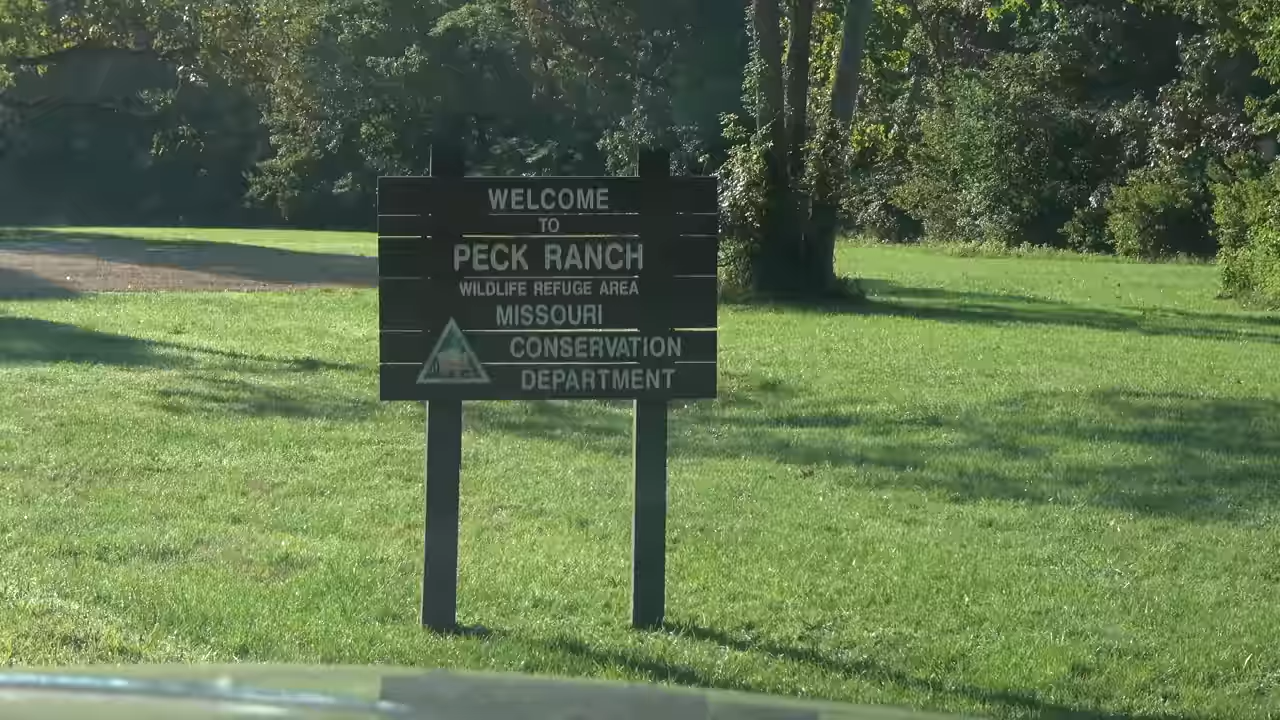 WELCOME
TO
PECK RANCH
WILDLIFE REFUGE AREA
MISSOURI
CONSERVATION
DEPARTMENT